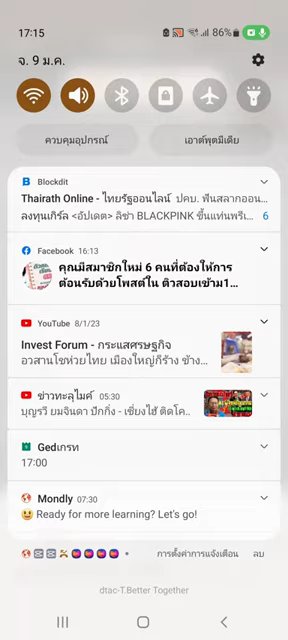 17:15
86%
จ. 9 ม.ค.
ควบคุมอุปกรณ์
เอาต์พุตมีเดีย
Blockdit
Thairath Online - ไทยรัฐออนไลน์ ปคบ. ฟันสลากออน...
ลงทุนเกิร์ล <อัปเดต> ลิซ่า BLACKPINK ขึ้นแท่นพรีเ... 6
Facebook 16:13
คุณมีสมาชิกใหม่ 6 คนที่ต้องให้การ
ต้อนรับด้วยโพสต์ใน ติวสอบเข้าม1...
YouTube 8/1/23
Invest Forum - กระแสเศรษฐกิจ
อวสานโชห่วยไทย เมืองใหญ่ก็ร้าง ช้าง...
ข่าวทะลุไมค์ 05:30
บุญรวี ยมจินดา ปักกิ่ง - เซี่ยงไฮ้ ติดโค..
Gedเกรท
17:00
Mondly 07:30
Ready for more learning? Let's go!
การตั้งค่าการแจ้งเตือน
ลบ
dtac-T.Better Together